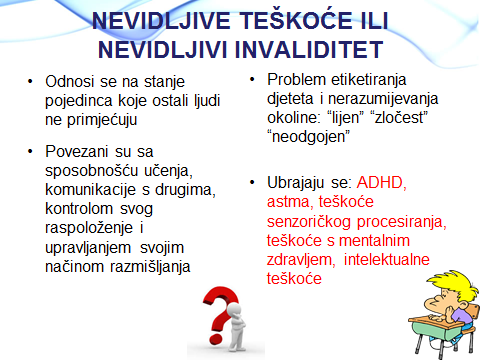 NEVIDLJIVE TEŠKOĆE ILI
NEVIDLJIVI INVALIDITET
• Odnosi se na stanje
pojedinca koje ostali ljudi
ne primjećuju
• Povezani su sa
sposobnošću učenja,
komunikacije s drugima,
kontrolom svog
raspoloženje i
upravljanjem svojim
načinom razmišljanja
• Problem etiketiranja
djeteta i nerazumijevanja
okoline: “lijen” “zločest”
“neodgojen”
• Ubrajaju se: ADHD,
astma, teškoće
senzoričkog procesiranja,
teškoće s mentalnim
zdravljem, intelektualne
teškoće